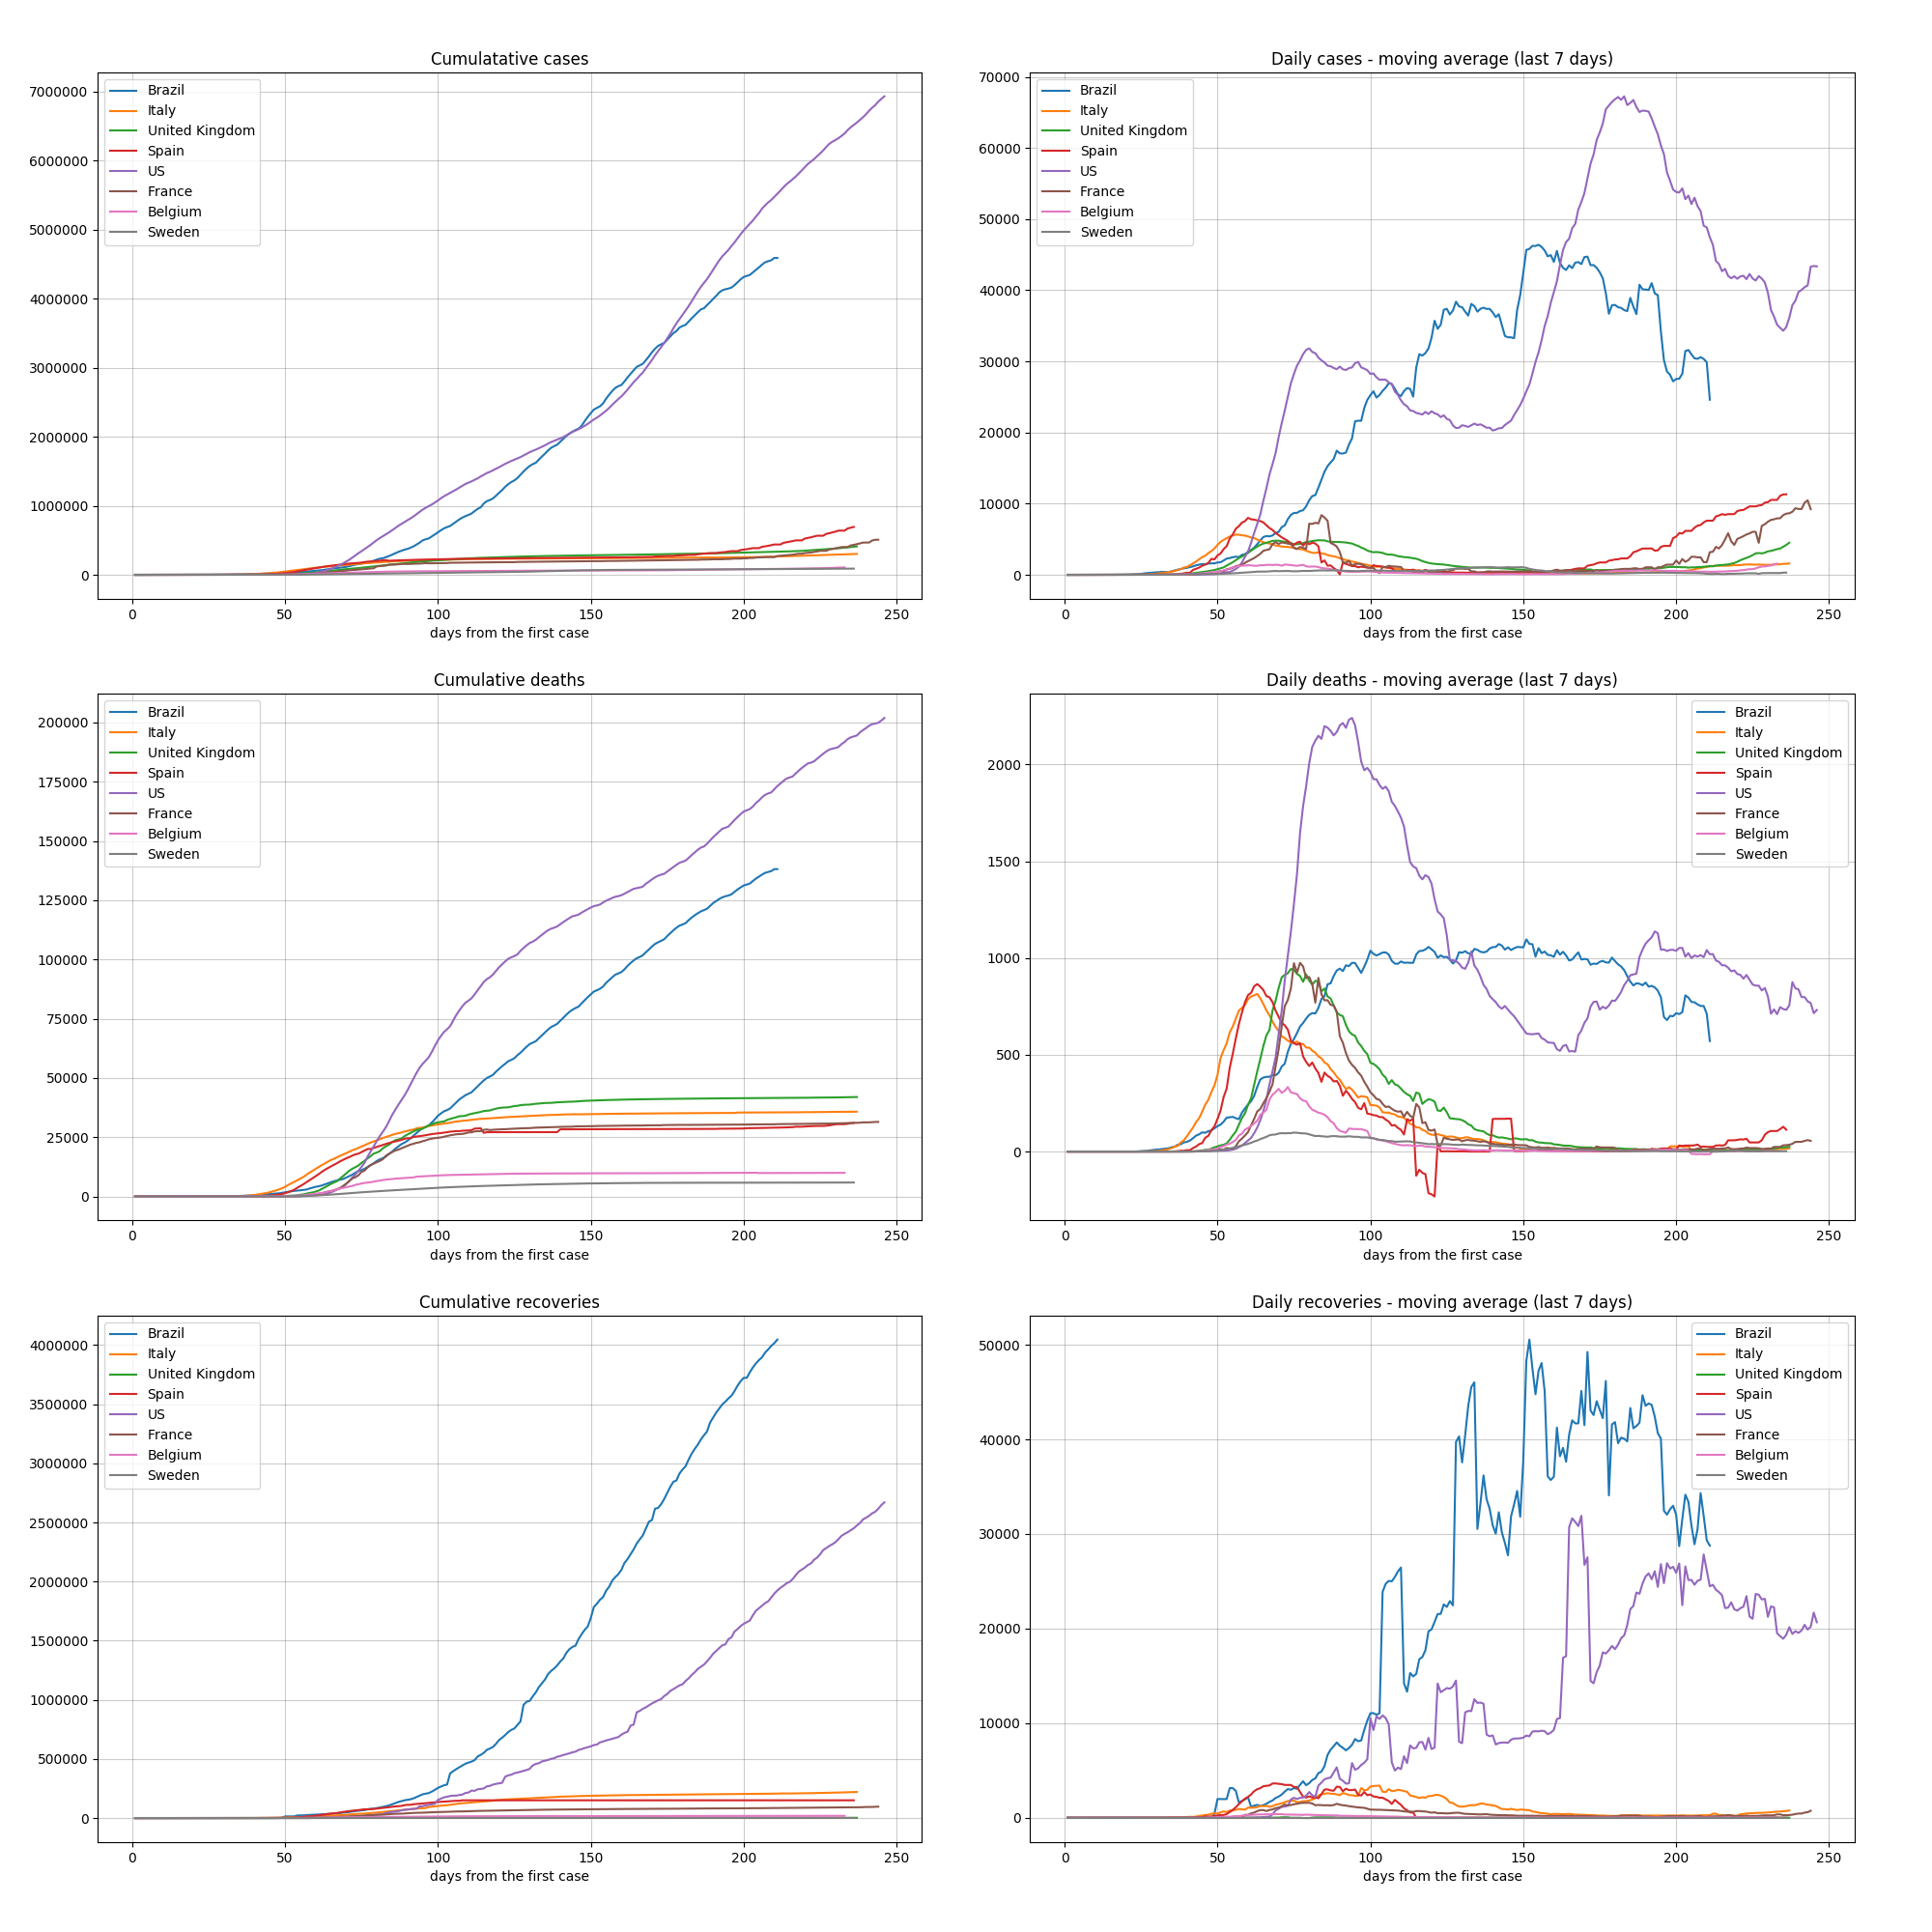 Cumulatative cases
7000000
6000000
5000000
4000000
3000000
2000000
1000000
0
Brazil
Italy
United Kingdom
Spain
US
France
Belgium
Sweden
0 50 100 150 200 250
days from the first case
Daily cases - moving average (last 7 days)
70000
60000
50000
40000
30000
20000
10000
0
Brazil
Italy
United Kingdom
Spain
US
France
Belgium
Sweden
0 50 100 150 200 250
days from the first case
Cumulative deaths
200000
175000
150000
125000
100000
75000
50000
25000
0
Brazil
Italy
United Kingdom
Spain
US
France
Belgium
Sweden
0 50 100 150 200 250
days from the first case
Daily deaths - moving average (last 7 days)
2000
1500
1000
500
0
Brazil
Italy
United Kingdom
Spain
US
France
Belgium
Sweden
0 50 100 150 200 250
days from the first case
Cumulative recoveries
4000000
3500000
3000000
2500000
2000000
1500000
1000000
500000
0
Brazil
Italy
United Kingdom
Spain
US
France
Belgium
Sweden
0 50 100 150 200 250
days from the first case
Daily recoveries - moving average (last 7 days)
50000
40000
30000
20000
10000
0
Brazil
Italy
United Kingdom
Spain
US
France
Belgium
Sweden
0 50 100 150 200 250
days from the first case